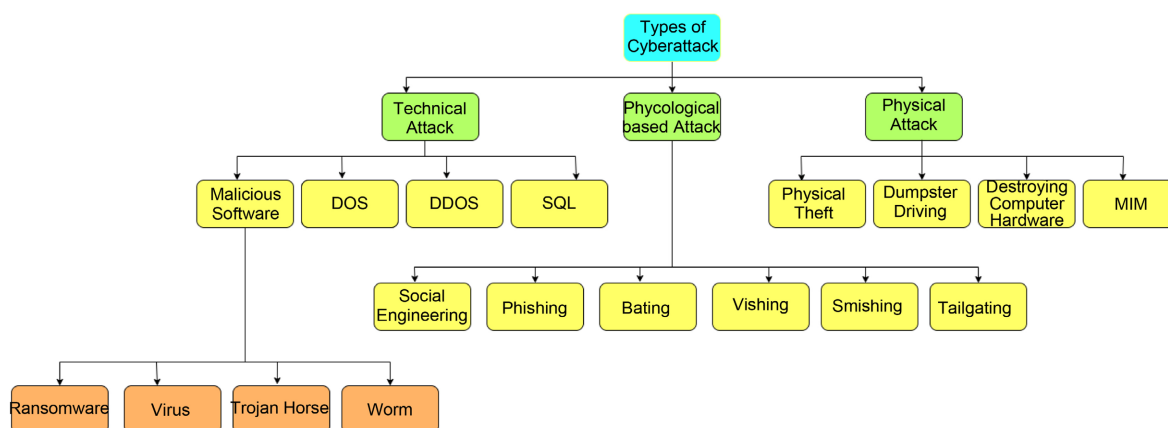 Types of
Cyberattack
Technical
Attack
Phycological
based Attack
Physical
Attack
Malicious
Software
DOS
DDOS
SQL
Physical
Theft
Dumpster
Driving
Destroying
Computer
Hardware
MIM
Social
Engineering
Phishing
Bating
Vishing
Smishing
Tailgating
Ransomware
Virus
Trojan Horse
Worm